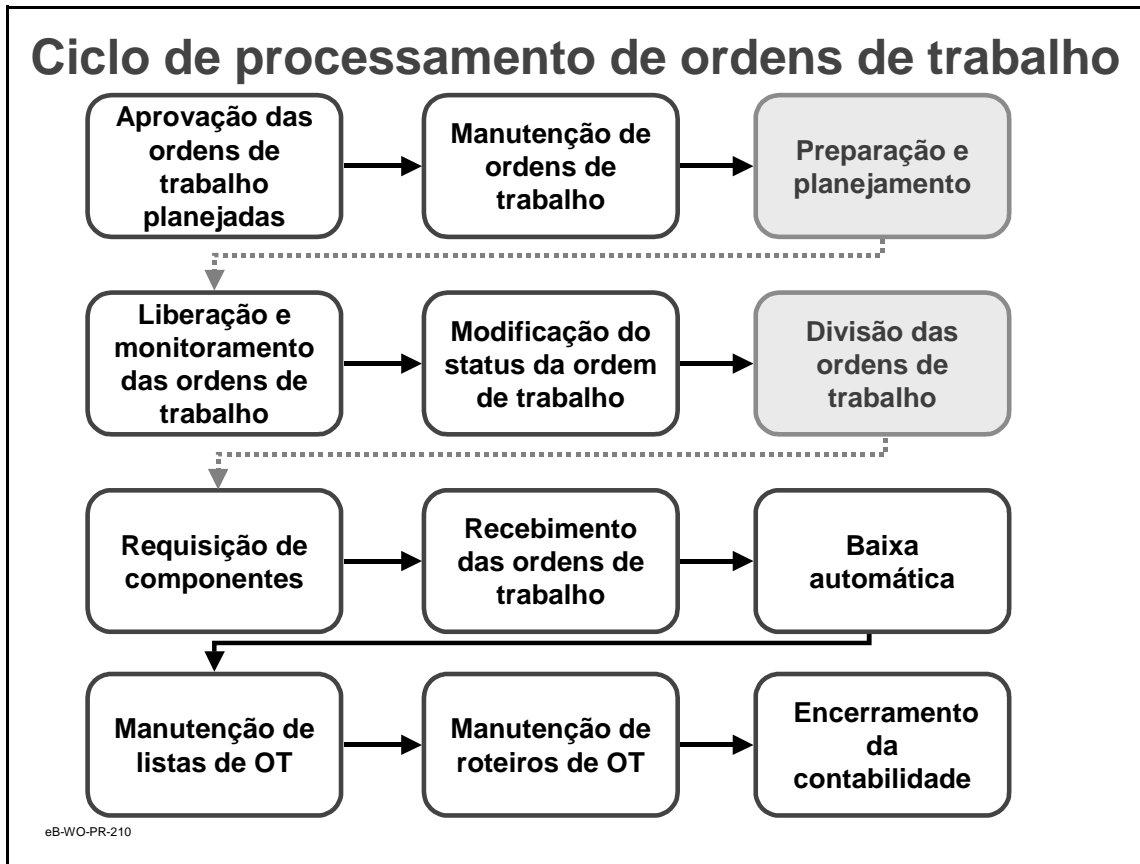 Ciclo de processamento de ordens de trabalho
Aprovação das
ordens de
trabalho
planejadas
Manutenção de
ordens de
trabalho
Preparação e
planejamento
Liberação e
monitoramento
das ordens de
trabalho
Modificação do
status da ordem
de trabalho
Divisão das
ordens de
trabalho
Requisição de
componentes
Recebimento
das ordens de
trabalho
Baixa
automática
Manutenção de
listas de OT
Manutenção de
roteiros de OT
Encerramento
da
contabilidade
eB-WO-PR-210